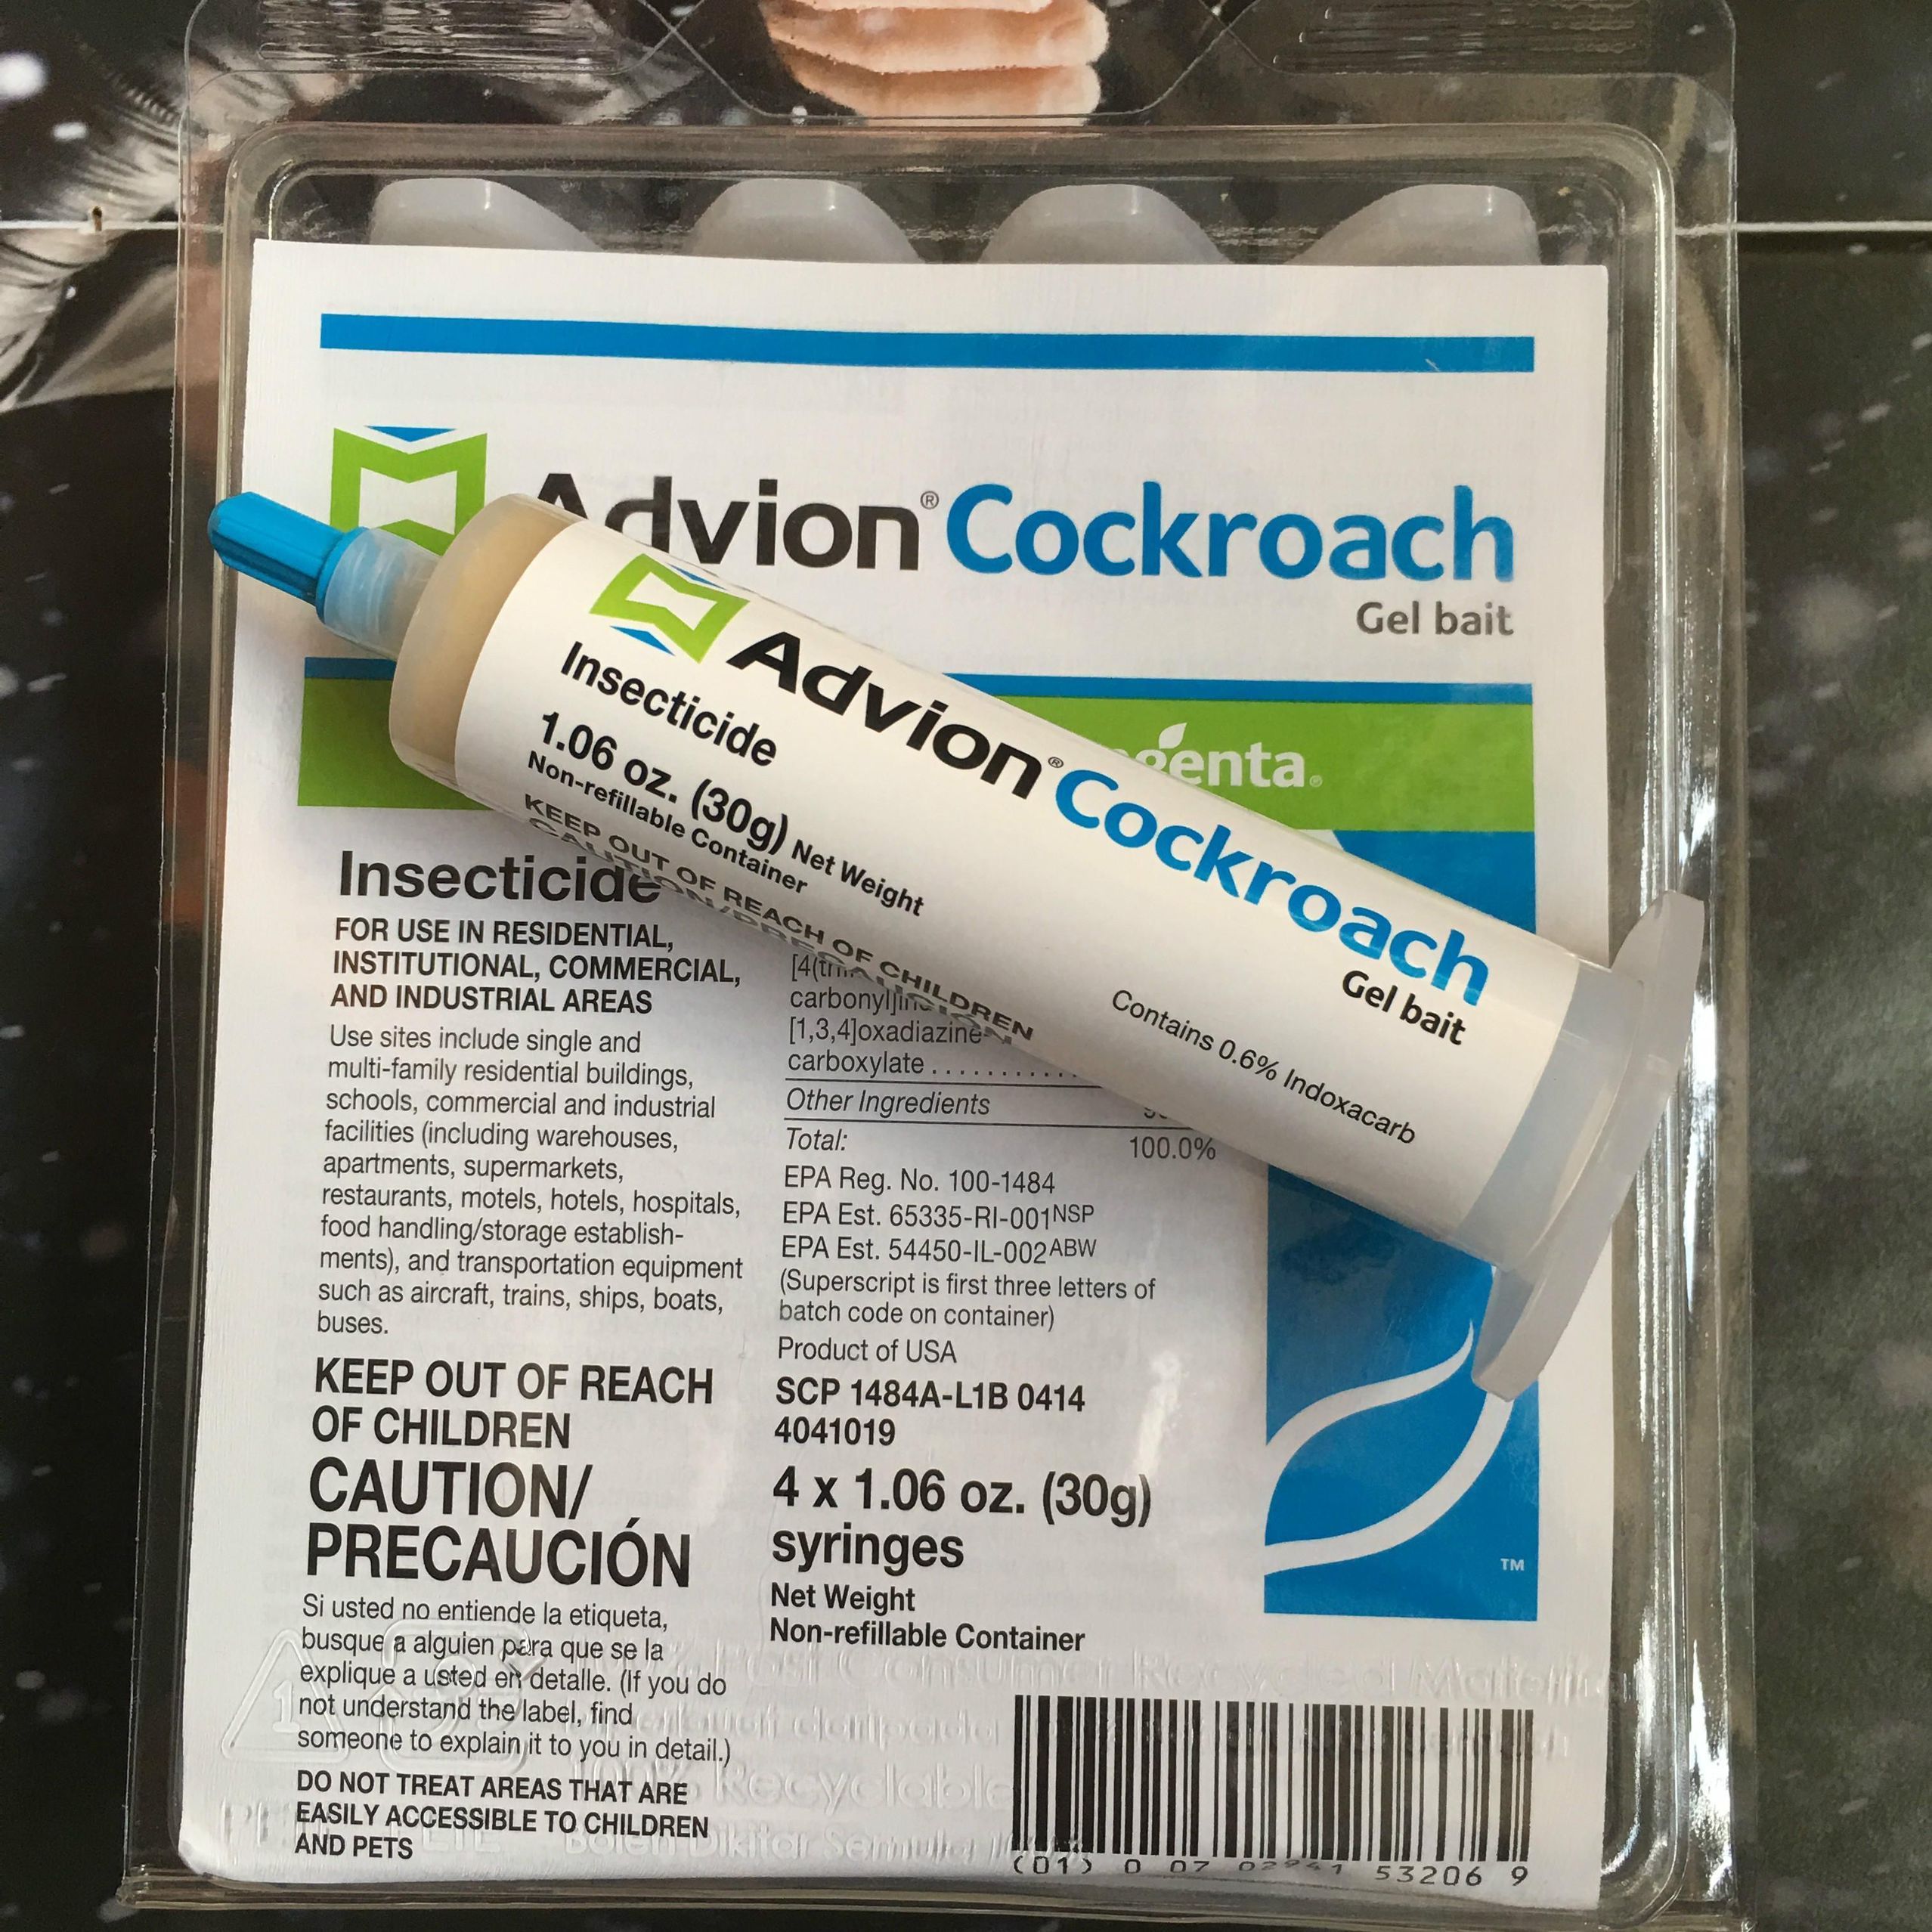 Advion® Cockroach
Gel bait
Advion® Cockroach
Gel bait
Insecticide
1.06 oz. (30g) Net Weight
Non-refillable Container
KEEP OUT OF REACH OF CHILDREN
CAUTION/PRECAUCIÓN
Contains 0.6% Indoxacarb
Insecticide
FOR USE IN RESIDENTIAL,
INSTITUTIONAL, COMMERCIAL,
AND INDUSTRIAL AREAS
Use sites include single and
multi-family residential buildings,
schools, commercial and industrial
facilities (including warehouses,
apartments, supermarkets,
restaurants, motels, hotels, hospitals,
food handling/storage establish-
ments), and transportation equipment
such as aircraft, trains, ships, boats,
buses.
KEEP OUT OF REACH
OF CHILDREN
CAUTION/
PRECAUCIÓN
Si usted no entiende la etiqueta,
busque a alguien para que se la
explique a usted en detalle. (If you do
not understand the label, find
someone to explain it to you in detail.)
DO NOT TREAT AREAS THAT ARE
EASILY ACCESSIBLE TO CHILDREN
AND PETS
[1,3,4]oxadiazine-
carboxylate
Other Ingredients
Total: 100.0%
EPA Reg. No. 100-1484
EPA Est. 65335-RI-001NSP
EPA Est. 54450-IL-002ABW
(Superscript is first three letters of
batch code on container)
Product of USA
SCP 1484A-L1B 0414
4041019
4 x 1.06 oz. (30g)
syringes
Net Weight
Non-refillable Container
TM
(01) 0 07 02941 53206 9